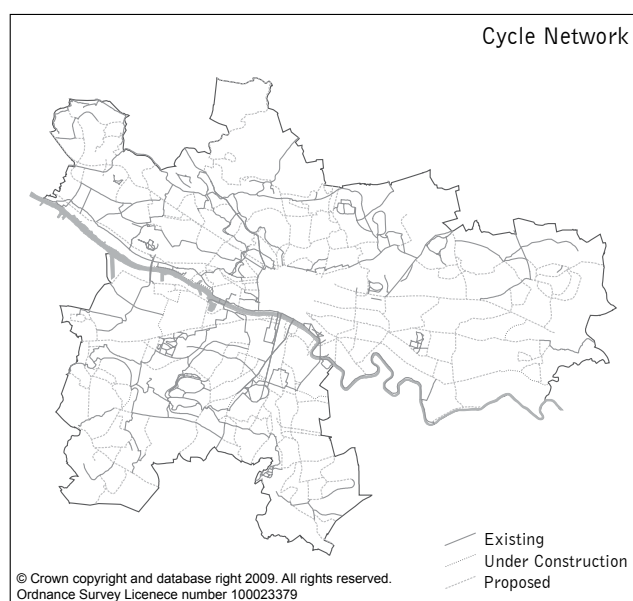 Cycle Network
Existing
Under Construction
Proposed
© Crown copyright and database right 2009. All rights reserved.
Ordnance Survey Licenece number 100023379